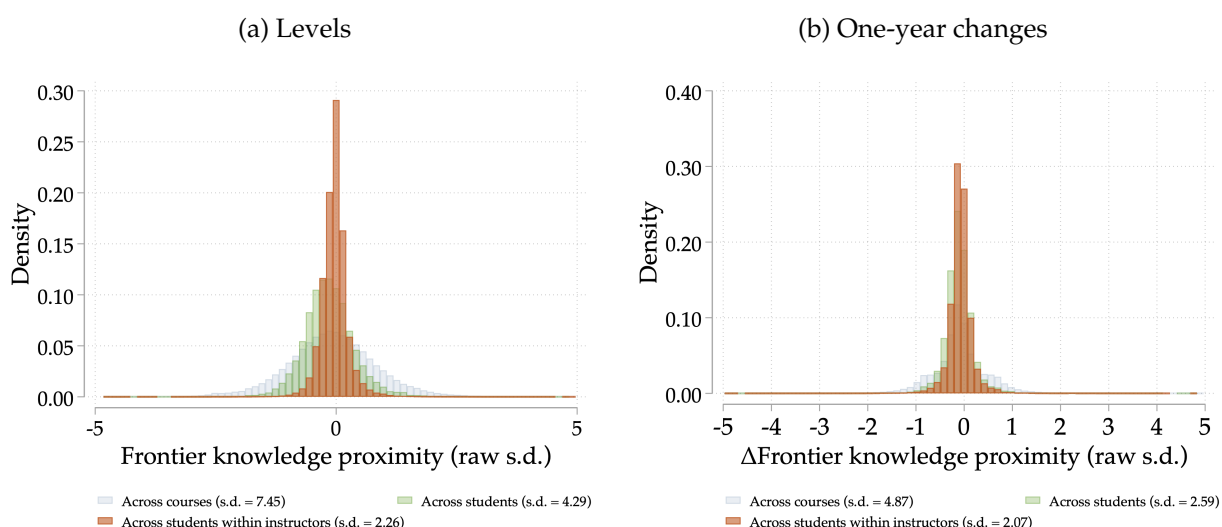 (a) Levels
0.30
0.25
0.20
0.15
0.10
0.05
0.00
Density
-5 0 5
Frontier knowledge proximity (raw s.d.)
Across courses (s.d. = 7.45) Across students (s.d. = 4.29)
Across students within instructors (s.d. = 2.26)
(b) One-year changes
0.40
0.30
0.20
0.10
0.00
Density
-5 -4 -3 -2 -1 0 1 2 3 4 5
ΔFrontier knowledge proximity (raw s.d.)
Across courses (s.d. = 4.87) Across students (s.d. = 2.59)
Across students within instructors (s.d. = 2.07)